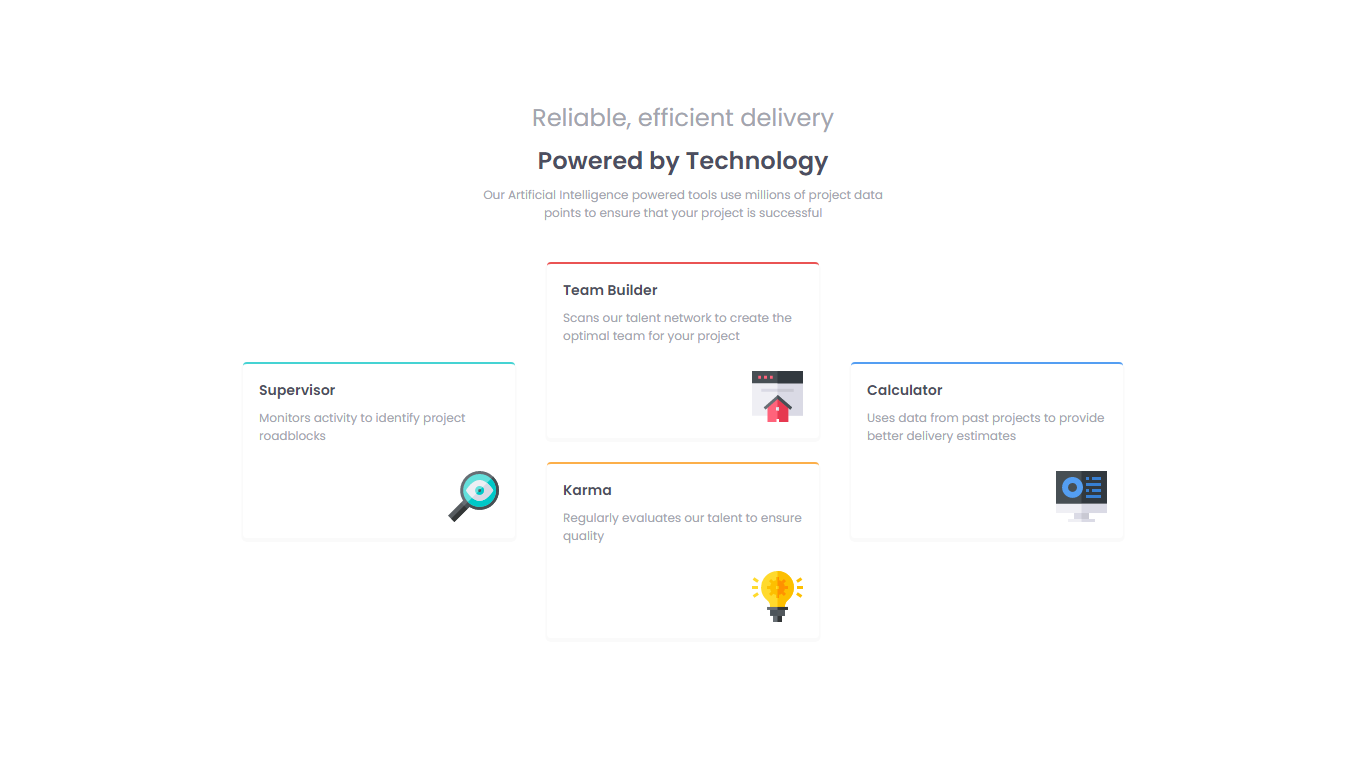 Reliable, efficient delivery
Powered by Technology
Our Artificial Intelligence powered tools use millions of project data
points to ensure that your project is successful
Supervisor
Monitors activity to identify project
roadblocks
Team Builder
Scans our talent network to create the
optimal team for your project
Karma
Regularly evaluates our talent to ensure
quality
Calculator
Uses data from past projects to provide
better delivery estimates